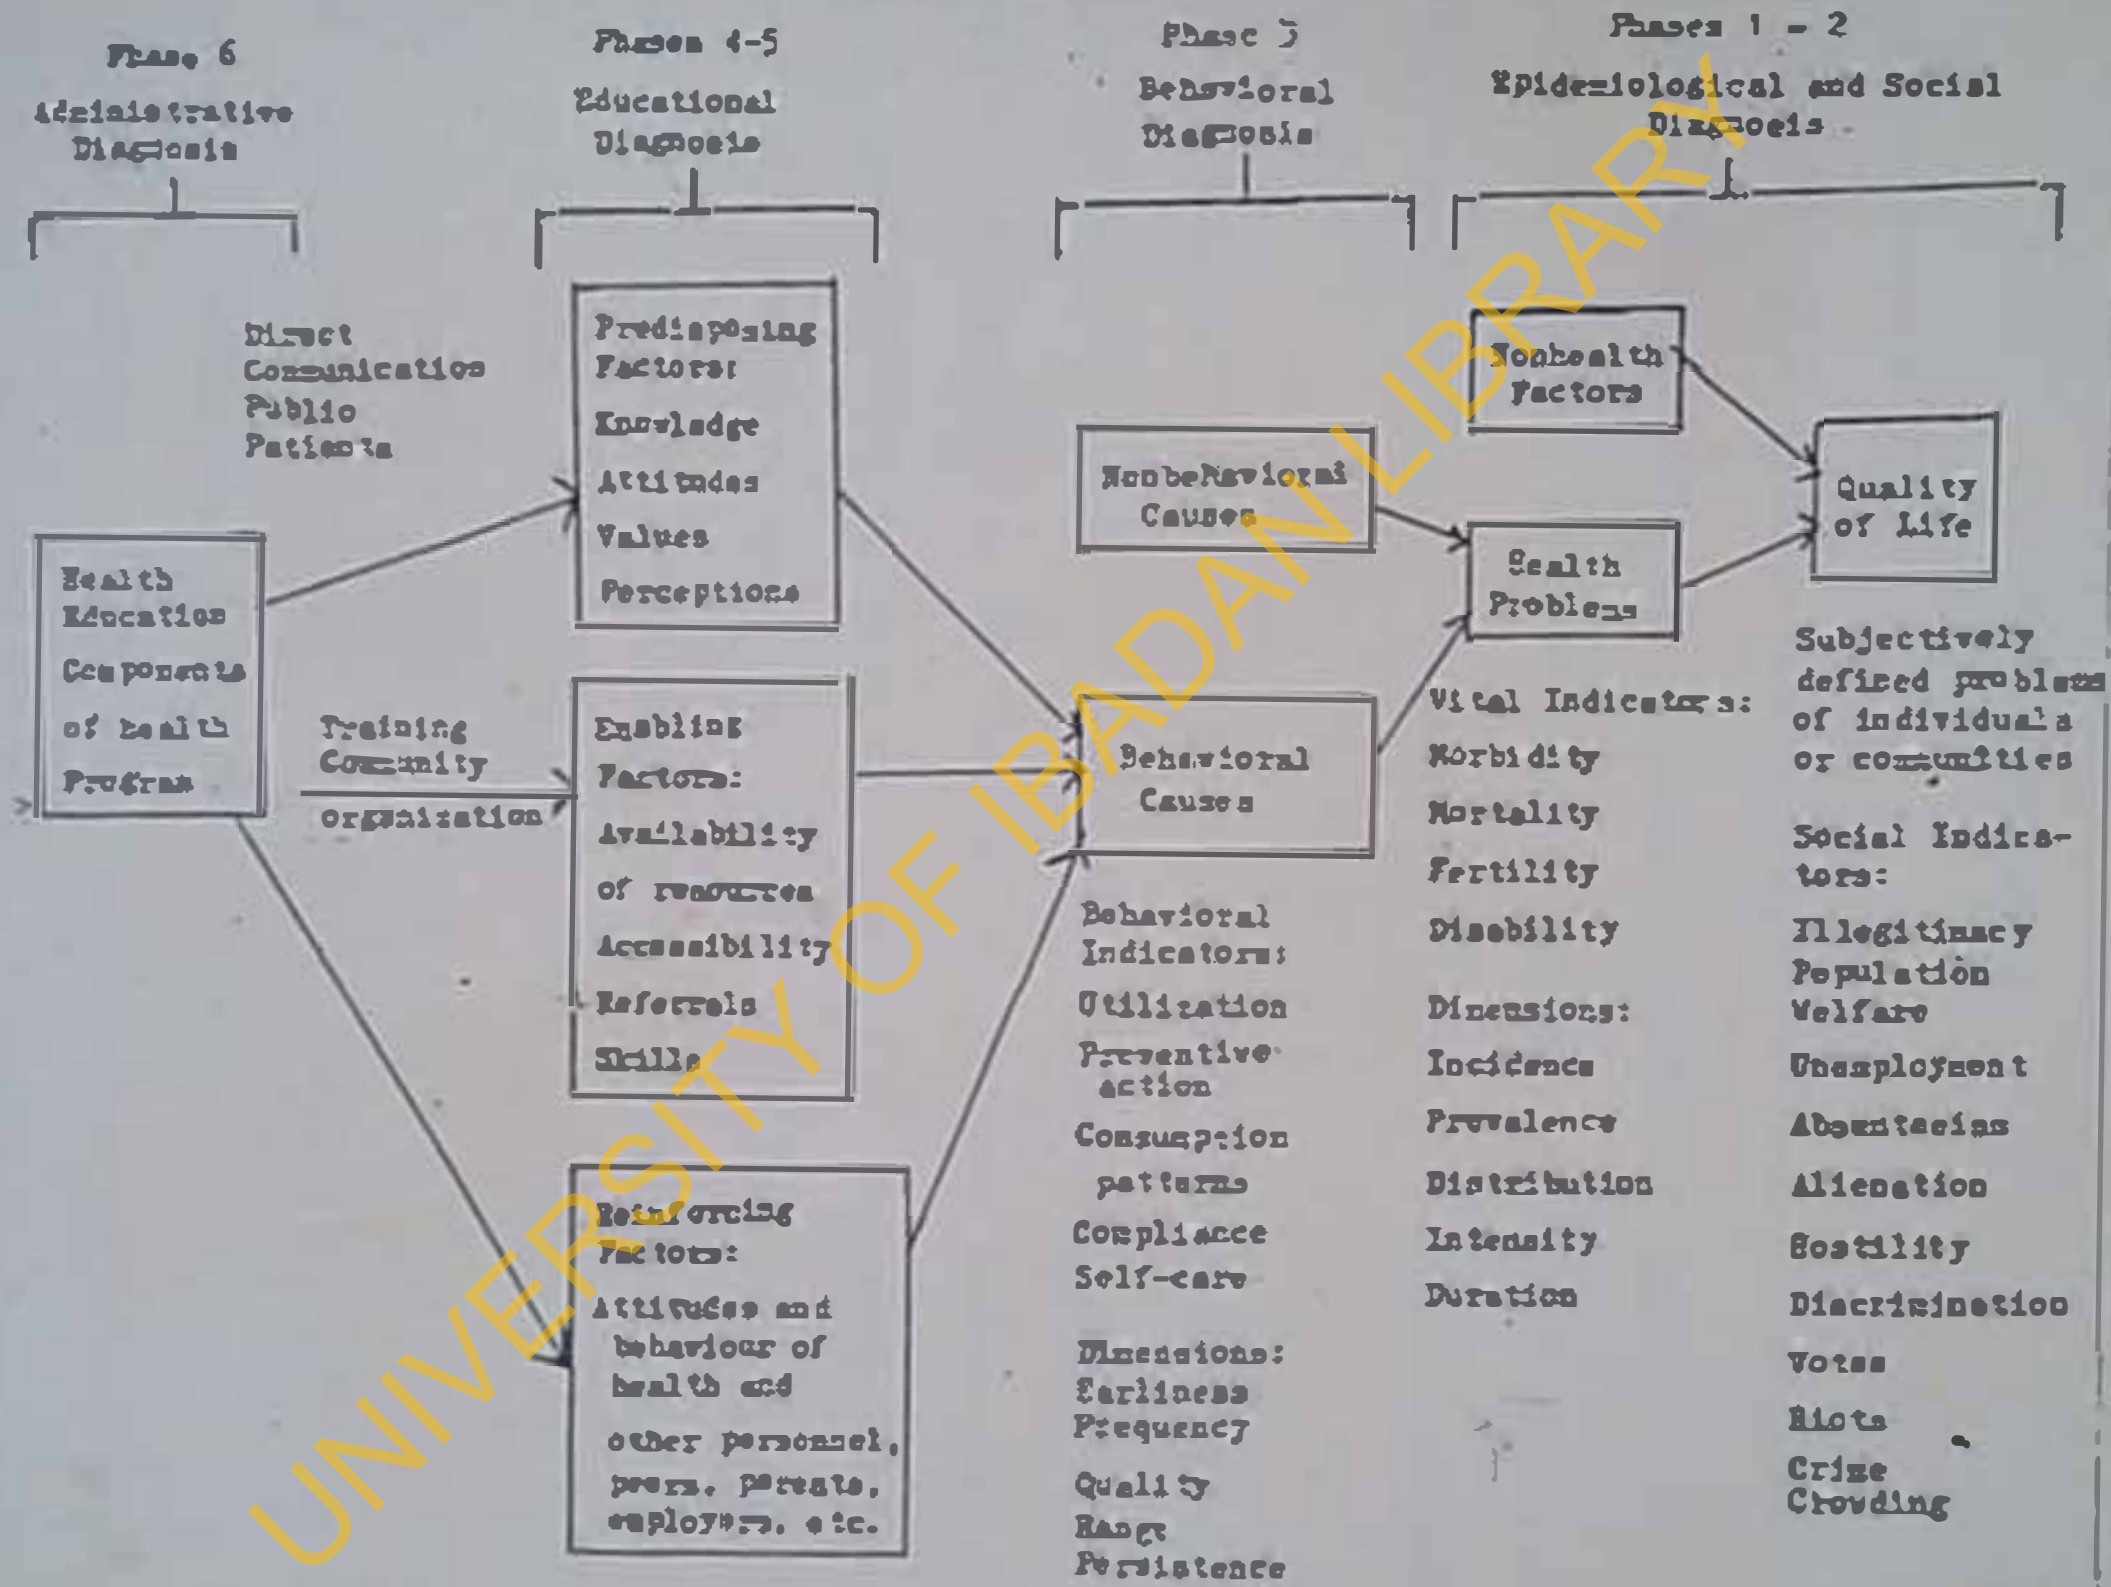 Phase 6
Administrative
Diagnosis
Phases 4-5
Educational
Diagnosis
Phase 3
Behavioral
Diagnosis
Phases 1 - 2
Epidemiological and Social
Diagnosis
Direct
Communication
Public
Patients
Health
Education
Components
of health
Program
Training
Community
organization
Predisposing
Factors:
Knowledge
Attitudes
Values
Perceptions
Enabling
Factors:
Availability
of resources
Accessibility
Referrals
Skills
Reinforcing
Factors:
Attitudes and
behaviour of
health and
other personnel,
peers, parents,
employers, etc.
Nonbehavioral
Causes
Behavioral
Causes
Behavioral
Indicators:
Utilization
Preventive
action
Consumption
patterns
Compliance
Self-care
Dimensions:
Earliness
Frequency
Quality
Range
Persistence
Nonhealth
Factors
Health
Problems
Vital Indicators:
Morbidity
Mortality
Fertility
Disability
Dimensions:
Incidence
Prevalence
Distribution
Intensity
Duration
Quality
of Life
Subjectively
defined problems
of individuals
or communities
Social Indica-
tors:
Illegitimacy
Population
Welfare
Unemployment
Absenteeism
Alienation
Hostility
Discrimination
Votes
Riots
Crime
Crowding
UNIVERSITY OF IBADAN LIBRARY